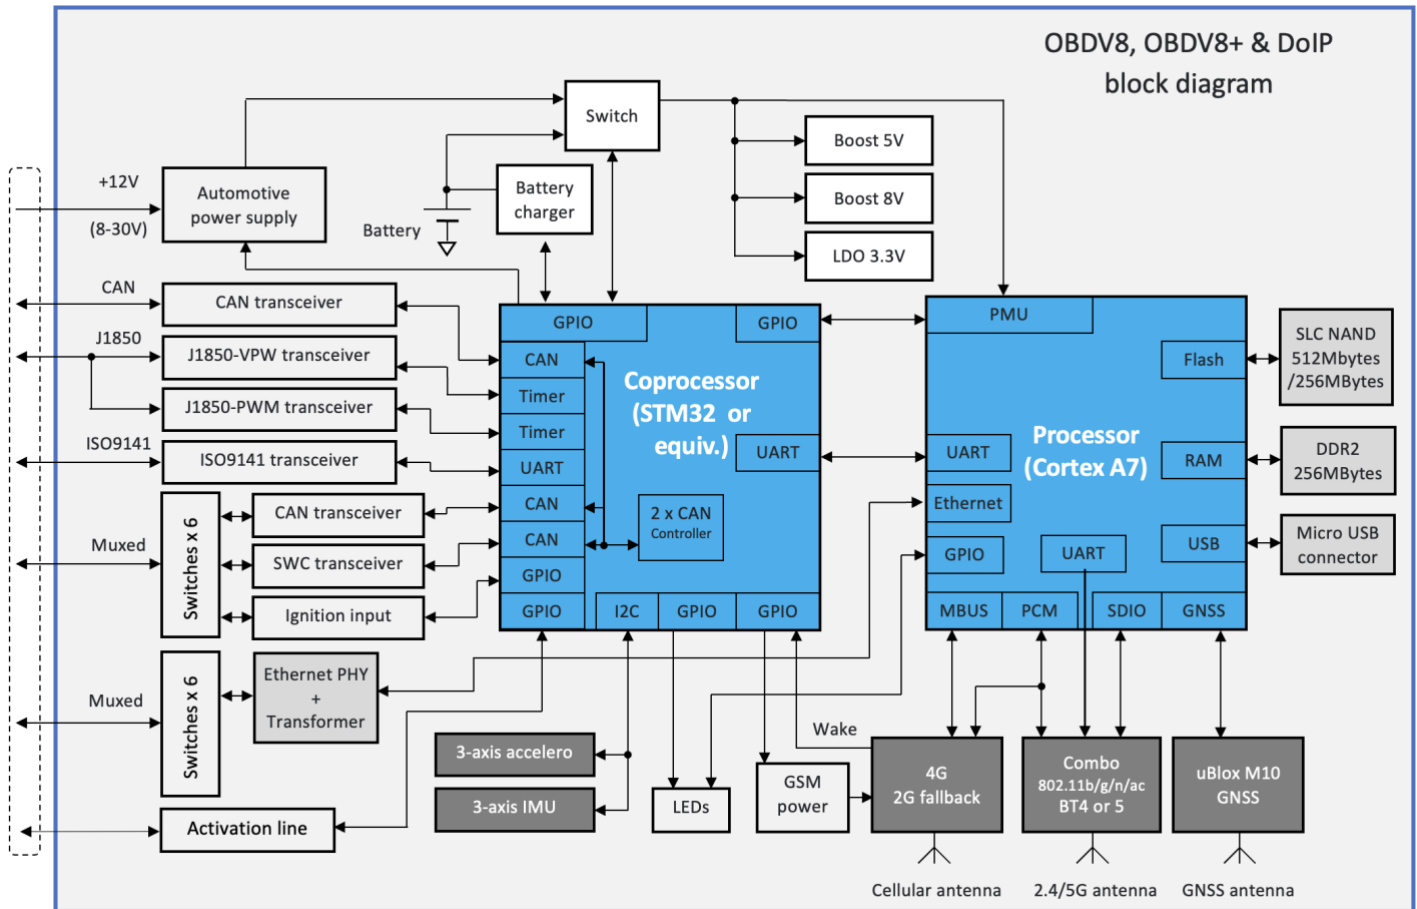 OBDV8, OBDV8+ & DoIP
block diagram
Switch
Boost 5V
Boost 8V
LDO 3.3V
+12V
(8-30V)
Automotive
power supply
Battery
charger
Battery
CAN
CAN transceiver
J1850
J1850-VPW transceiver
J1850-PWM transceiver
ISO9141
ISO9141 transceiver
Muxed
Switches x 6
CAN transceiver
SWC transceiver
Ignition input
Muxed
Switches x 6
Ethernet PHY
+
Transformer
Activation line
GPIO
GPIO
CAN
Timer
Timer
UART
CAN
CAN
GPIO
GPIO
I2C
GPIO
GPIO
Coprocessor
(STM32 or
equiv.)
UART
2 x CAN
Controller
PMU
Flash
Processor
(Cortex A7)
UART
RAM
Ethernet
GPIO
UART
USB
MBUS
PCM
SDIO
GNSS
SLC NAND
512Mbytes
/256MBytes
DDR2
256MBytes
Micro USB
connector
3-axis accelero
3-axis IMU
LEDs
GSM
power
Wake
4G
2G fallback
Combo
802.11b/g/n/ac
BT4 or 5
uBlox M10
GNSS
Cellular antenna
2.4/5G antenna
GNSS antenna